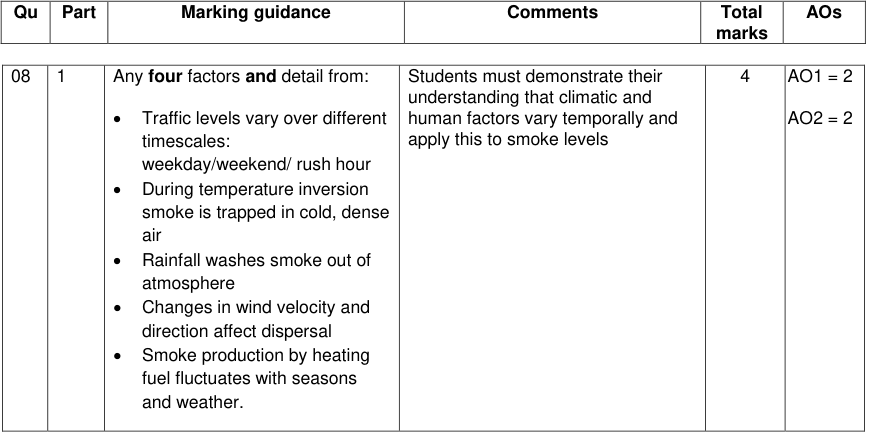 Qu Part Marking guidance Comments Total marks AOs
08 1 Any four factors and detail from:
• Traffic levels vary over different
timescales:
weekday/weekend/ rush hour
• During temperature inversion
smoke is trapped in cold, dense
air
• Rainfall washes smoke out of
atmosphere
• Changes in wind velocity and
direction affect dispersal
• Smoke production by heating
fuel fluctuates with seasons
and weather.
Students must demonstrate their
understanding that climatic and
human factors vary temporally and
apply this to smoke levels
4
AO1 = 2
AO2 = 2